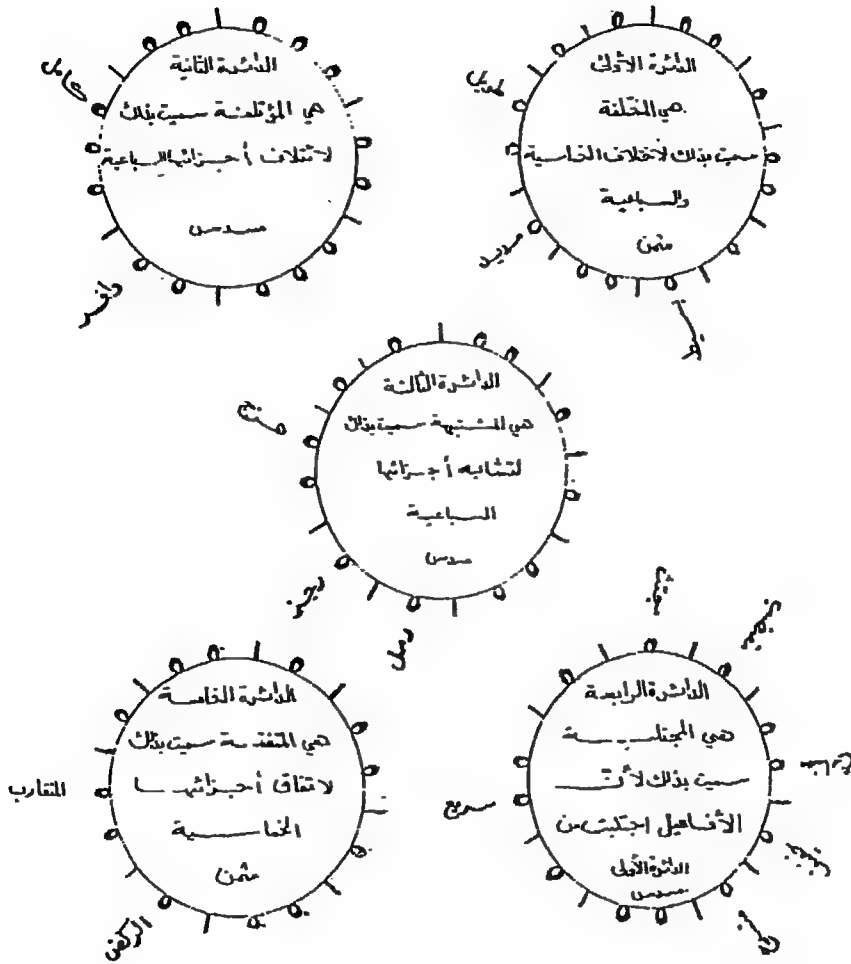 الدائرة الأولى
هي المختلفة
سميت بذلك لاختلاف الخماسية
والسباعية
مثمن
طويل
مديد
الدائرة الثانية
هي المؤتلفة سميت بذلك
لائتلاف أجزائها السباعية
مسدس
كامل
وافر
الدائرة الثالثة
هي المشتبهة سميت بذلك
لتشابه أجزائها
السباعية
مسدس
هزج
رجز
رمل
الدائرة الرابعة
هي المجتلبة
سميت بذلك لأن
الأفاعيل اجتلبت من
الدائرة الأولى
مسدس
سريع
خفيف
الدائرة الخامسة
هي المتفقة سميت بذلك
لاتفاق أجزائها
الخماسية
مثمن
المتقارب
الركض